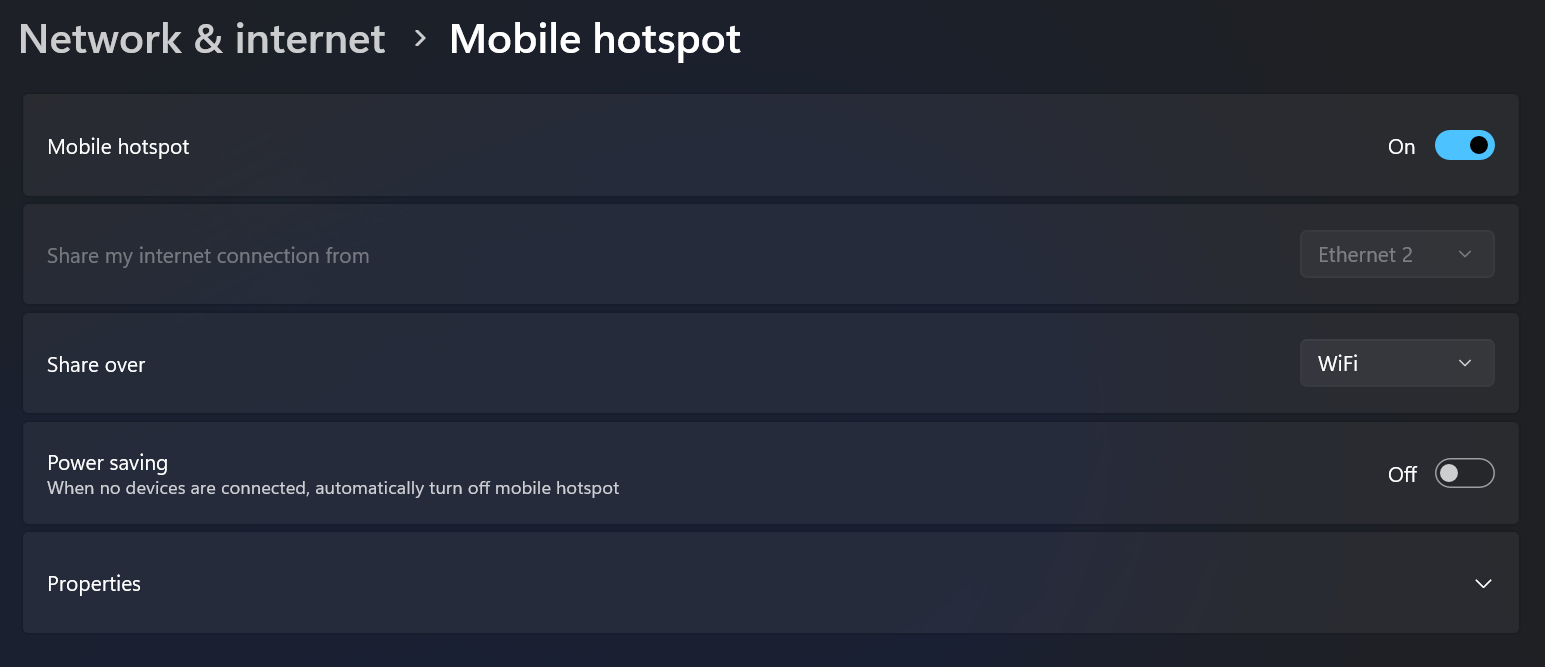 Network & internet > Mobile hotspot
Mobile hotspot On
Share my internet connection from Ethernet 2
Share over WiFi
Power saving
When no devices are connected, automatically turn off mobile hotspot Off
Properties